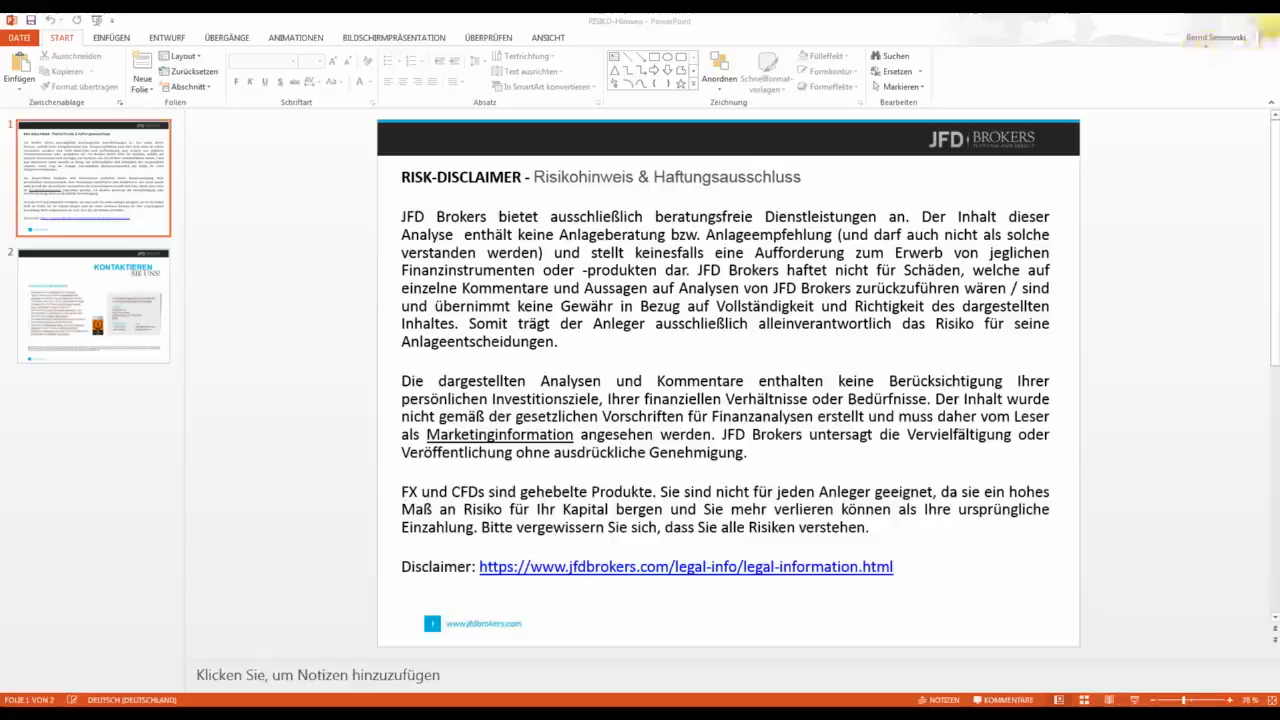 RISIKO-Hinweis - PowerPoint
DATEI START EINFÜGEN ENTWURF ÜBERGÄNGE ANIMATIONEN BILDSCHIRMPRÄSENTATION ÜBERPRÜFEN ANSICHT
Bernd
Einfügen
Ausschneiden
Kopieren
Format übertragen
Zwischenablage
Neue
Folie
Layout
Zurücksetzen
Abschnitt
Folien
F K U S abc AV Aa A
Schriftart
Textrichtung
Text ausrichten
In SmartArt konvertieren
Absatz
Anordnen
Schnellformat-
vorlagen
Fülleffekt
Formkontur
Formeffekte
Zeichnung
Suchen
Ersetzen
Markieren
Bearbeiten
1
2
KONTAKTIEREN
SIE UNS!
JFD BROKERS
RISK-DISCLAIMER - Risikohinweis & Haftungsausschluss
JFD Brokers bietet ausschließlich beratungsfreie Dienstleistungen an. Der Inhalt dieser
Analyse enthält keine Anlageberatung bzw. Anlageempfehlung (und darf auch nicht als solche
verstanden werden) und stellt keinesfalls eine Aufforderung zum Erwerb von jeglichen
Finanzinstrumenten oder -produkten dar. JFD Brokers haftet nicht für Schäden, welche auf
einzelne Kommentare und Aussagen auf Analysen von JFD Brokers zurückzuführen wären / sind
und übernimmt keine Gewähr in Bezug auf Vollständigkeit und Richtigkeit des dargestellten
Inhaltes. Somit trägt der Anleger ausschließlich alleinverantwortlich das Risiko für seine
Anlageentscheidungen.
Die dargestellten Analysen und Kommentare enthalten keine Berücksichtigung Ihrer
persönlichen Investitionsziele, Ihrer finanziellen Verhältnisse oder Bedürfnisse. Der Inhalt wurde
nicht gemäß der gesetzlichen Vorschriften für Finanzanalysen erstellt und muss daher vom Leser
als Marketinginformation angesehen werden. JFD Brokers untersagt die Vervielfältigung oder
Veröffentlichung ohne ausdrückliche Genehmigung.
FX und CFDs sind gehebelte Produkte. Sie sind nicht für jeden Anleger geeignet, da sie ein hohes
Maß an Risiko für Ihr Kapital bergen und Sie mehr verlieren können als Ihre ursprüngliche
Einzahlung. Bitte vergewissern Sie sich, dass Sie alle Risiken verstehen.
Disclaimer: https://www.jfdbrokers.com/legal-info/legal-information.html
www.jfdbrokers.com
Klicken Sie, um Notizen hinzuzufügen
FOLIE 1 VON 2 DEUTSCH (DEUTSCHLAND) NOTIZEN KOMMENTARE 78 %